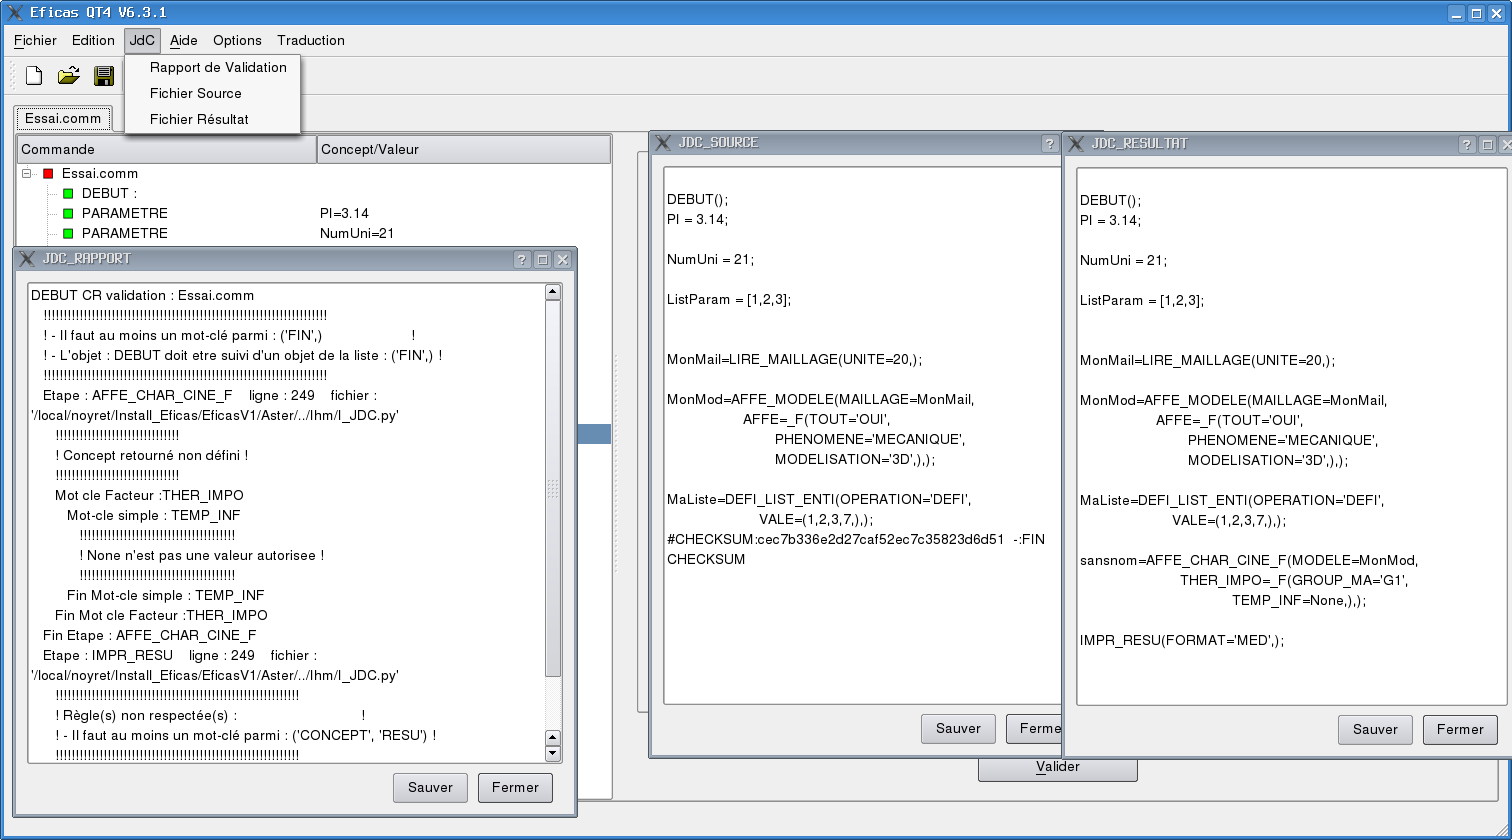 Eficas QT4 V6.3.1
Fichier Edition JdC Aide Options Traduction
Rapport de Validation
Fichier Source
Fichier Résultat
Essai.comm
Commande Concept/Valeur
Essai.comm
DEBUT :
PARAMETRE PI=3.14
PARAMETRE NumUni=21
JDC_RAPPORT
DEBUT CR validation : Essai.comm
!!!!!!!!!!!!!!!!!!!!!!!!!!!!!!!!!!!!!!!!!!!!!!!!!!!!!!!!!!!!!!!!!!!!!!!
! - Il faut au moins un mot-clé parmi : ('FIN',) !
! - L'objet : DEBUT doit etre suivi d'un objet de la liste : ('FIN',) !
!!!!!!!!!!!!!!!!!!!!!!!!!!!!!!!!!!!!!!!!!!!!!!!!!!!!!!!!!!!!!!!!!!!!!!!
Etape : AFFE_CHAR_CINE_F ligne : 249 fichier :
'/local/noyret/Install_Eficas/EficasV1/Aster/../Ihm/I_JDC.py'
!!!!!!!!!!!!!!!!!!!!!!!!!!!!!!!
! Concept retourné non défini !
!!!!!!!!!!!!!!!!!!!!!!!!!!!!!!!
Mot cle Facteur :THER_IMPO
Mot-cle simple : TEMP_INF
!!!!!!!!!!!!!!!!!!!!!!!!!!!!!!!!!!!!!!!
! None n'est pas une valeur autorisee !
!!!!!!!!!!!!!!!!!!!!!!!!!!!!!!!!!!!!!!!
Fin Mot-cle simple : TEMP_INF
Fin Mot cle Facteur :THER_IMPO
Fin Etape : AFFE_CHAR_CINE_F
Etape : IMPR_RESU ligne : 249 fichier :
'/local/noyret/Install_Eficas/EficasV1/Aster/../Ihm/I_JDC.py'
!!!!!!!!!!!!!!!!!!!!!!!!!!!!!!!!!!!!!!!!!!!!!!!!!!!!!!!!!!!!!
! Règle(s) non respectée(s) : !
! - Il faut au moins un mot-clé parmi : ('CONCEPT', 'RESU') !
!!!!!!!!!!!!!!!!!!!!!!!!!!!!!!!!!!!!!!!!!!!!!!!!!!!!!!!!!!!!!
Sauver Fermer
JDC_SOURCE
DEBUT();
PI = 3.14;
NumUni = 21;
ListParam = [1,2,3];
MonMail=LIRE_MAILLAGE(UNITE=20,);
MonMod=AFFE_MODELE(MAILLAGE=MonMail,
AFFE=_F(TOUT='OUI',
PHENOMENE='MECANIQUE',
MODELISATION='3D',),);
MaListe=DEFI_LIST_ENTI(OPERATION='DEFI',
VALE=(1,2,3,7,),);
#CHECKSUM:cec7b336e2d27caf52ec7c35823d6d51 -:FIN
CHECKSUM
Sauver Ferme
JDC_RESULTAT
DEBUT();
PI = 3.14;
NumUni = 21;
ListParam = [1,2,3];
MonMail=LIRE_MAILLAGE(UNITE=20,);
MonMod=AFFE_MODELE(MAILLAGE=MonMail,
AFFE=_F(TOUT='OUI',
PHENOMENE='MECANIQUE',
MODELISATION='3D',),);
MaListe=DEFI_LIST_ENTI(OPERATION='DEFI',
VALE=(1,2,3,7,),);
sansnom=AFFE_CHAR_CINE_F(MODELE=MonMod,
THER_IMPO=_F(GROUP_MA='G1',
TEMP_INF=None,),);
IMPR_RESU(FORMAT='MED',);
Sauver Fermer
Valider